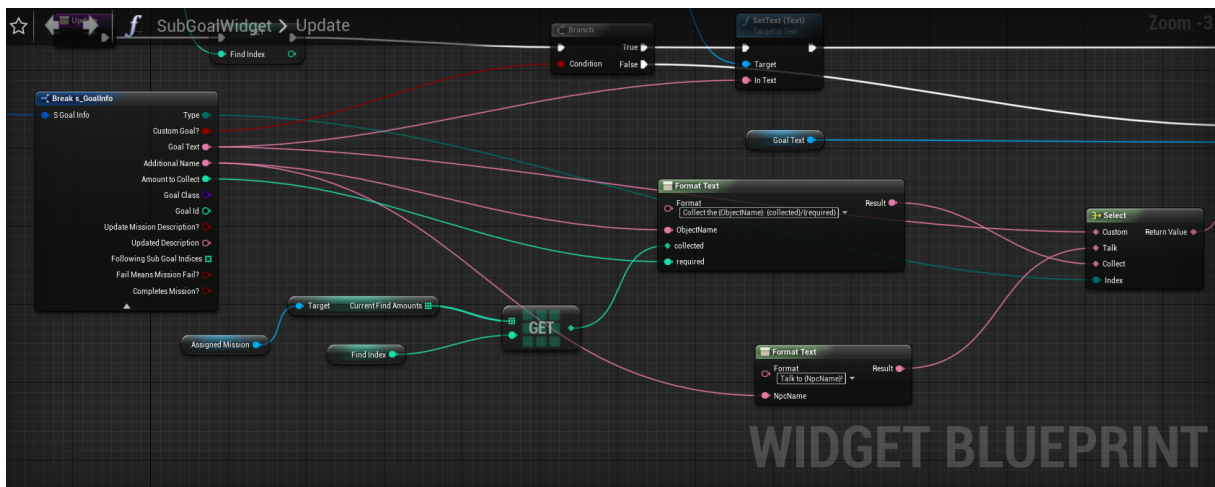 Update
SubGoalWidget > Update
Zoom -3
SET
Find Index
Branch
True
Condition
False
SetText (Text)
Target is Text
Target
In Text
Break s_GoalInfo
S Goal Info
Type
Custom Goal?
Goal Text
Additional Name
Amount to Collect
Goal Class
Goal Id
Update Mission Description?
Updated Description
Following Sub Goal Indices
Fail Means Mission Fail?
Completes Mission?
Goal Text
Format Text
Format
Result
Collect the {ObjectName}: {collected}/{required}
ObjectName
collected
required
Select
Custom
Return Value
Talk
Collect
Index
Target
Current Find Amounts
Assigned Mission
Find Index
GET
Format Text
Format
Result
Talk to {NpcName}!
NpcName
WIDGET BLUEPRINT